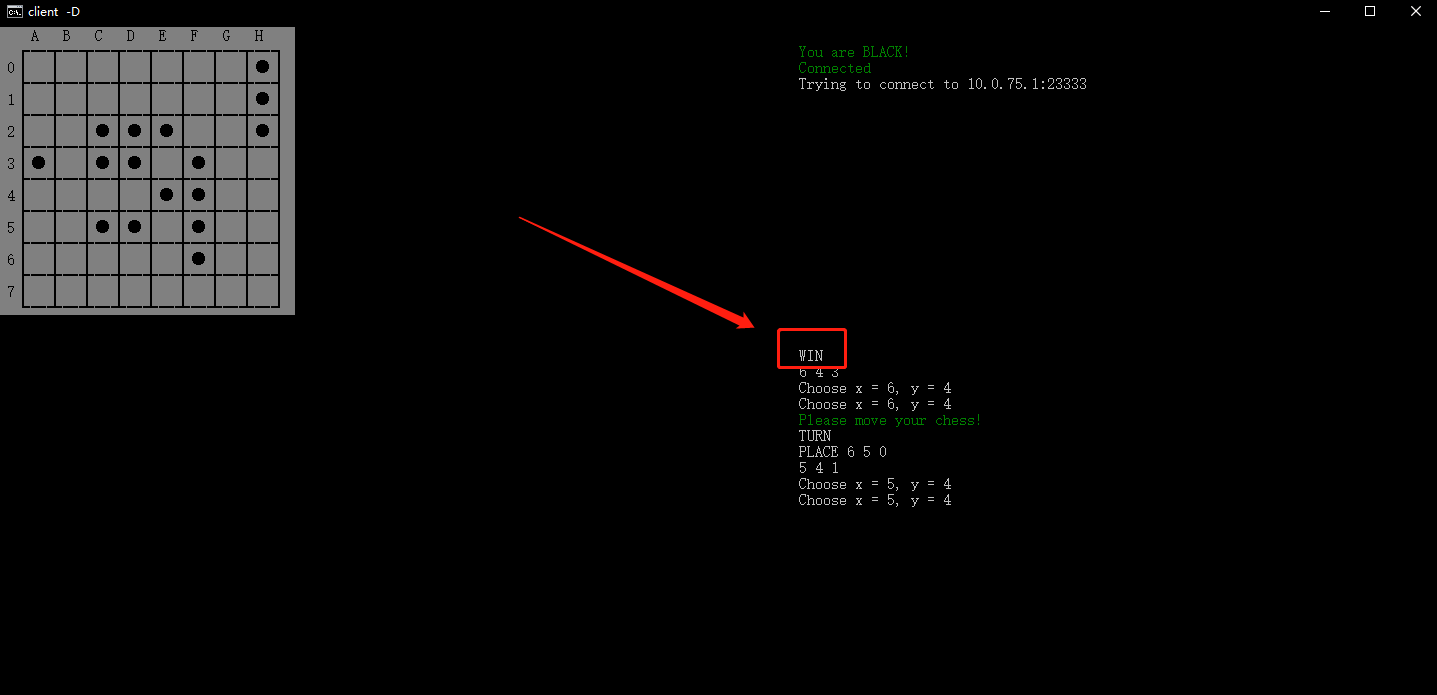 client -D
A B C D E F G H
0
1
2
3
4
5
6
7
You are BLACK!
Connected
Trying to connect to 10.0.75.1:23333
WIN
6 4 3
Choose x = 6, y = 4
Choose x = 6, y = 4
Please move your chess!
TURN
PLACE 6 5 0
5 4 1
Choose x = 5, y = 4
Choose x = 5, y = 4